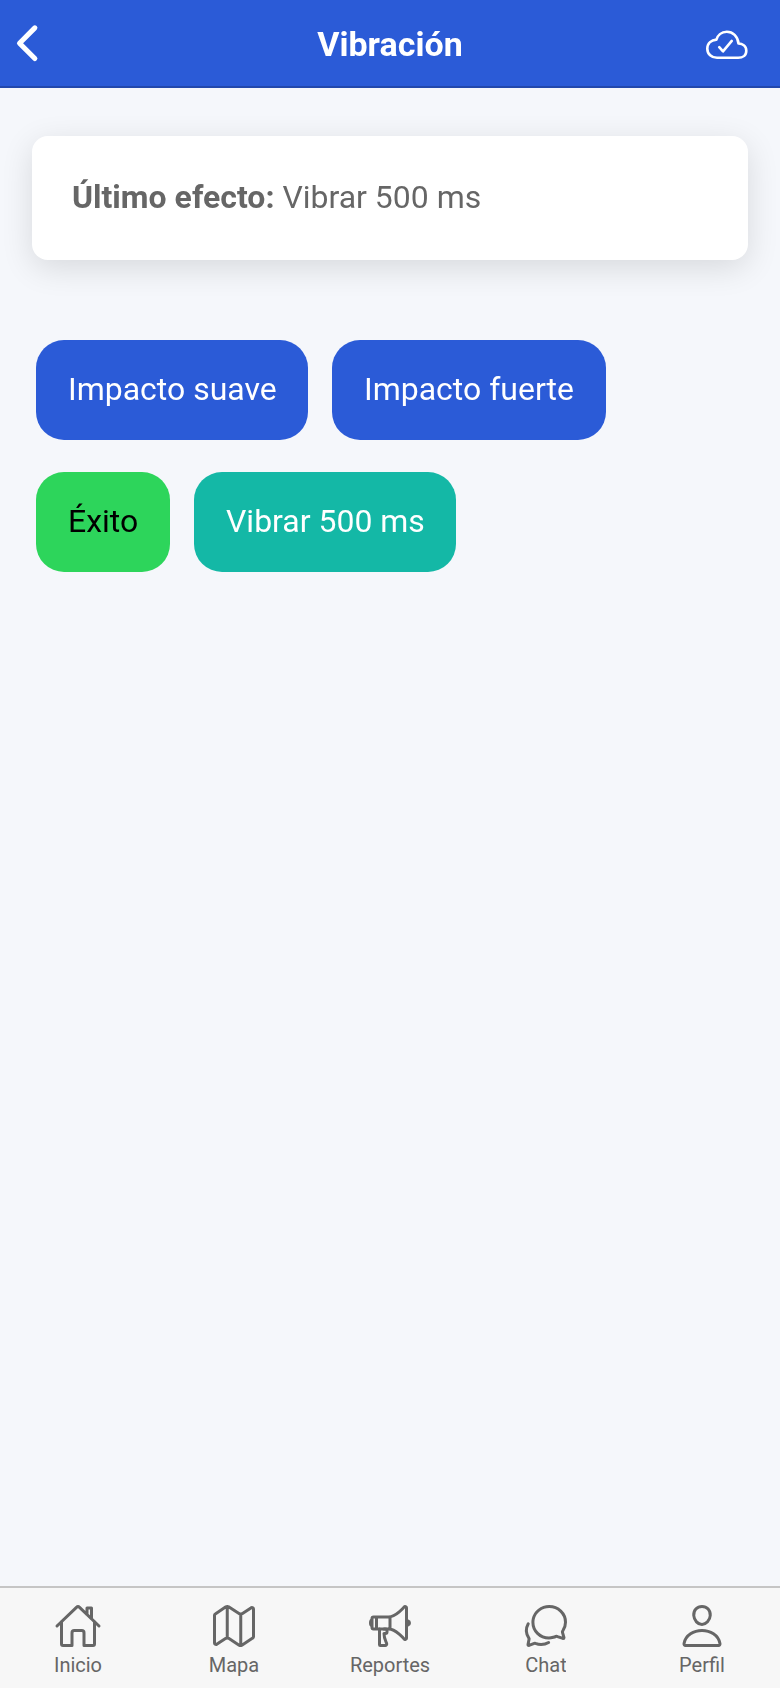 Vibración
Último efecto: Vibrar 500 ms
Impacto suave Impacto fuerte
Éxito Vibrar 500 ms
Inicio Mapa Reportes Chat Perfil